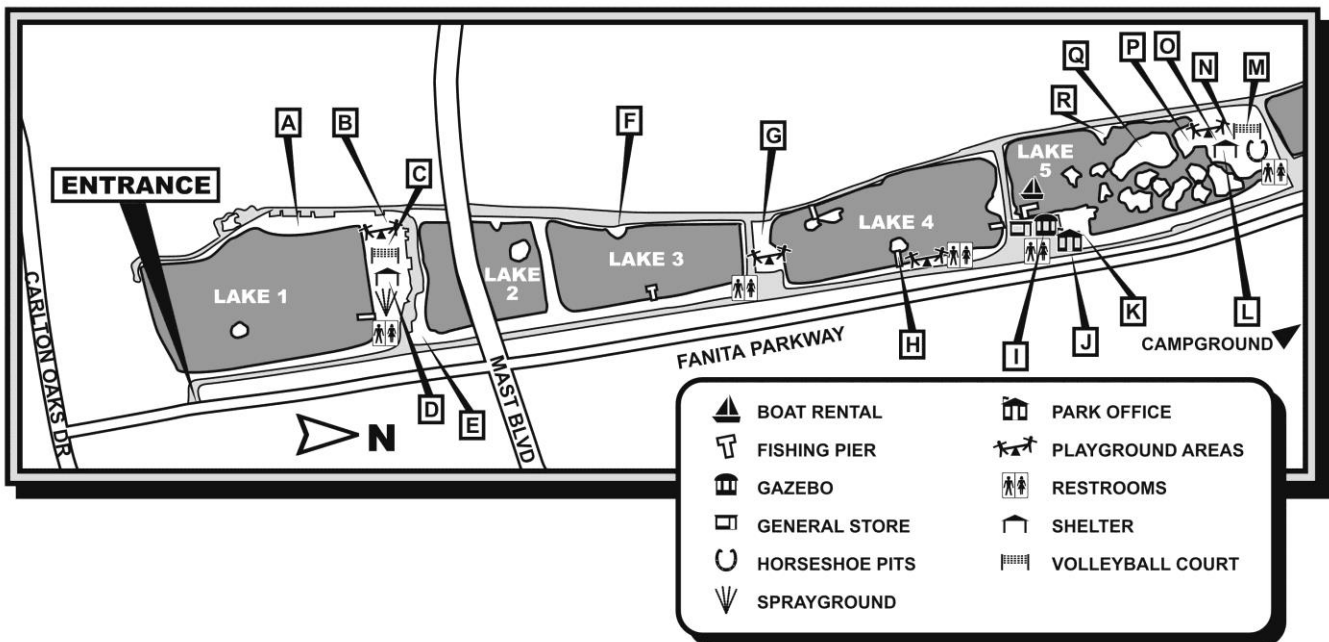 A
B
C
F
G
R
Q
P
O
N
M
ENTRANCE
LAKE 1
LAKE
2
LAKE 3
LAKE 4
LAKE
5
CARLTON OAKS DR
N
D
E
MAST BLVD
FANITA PARKWAY
H
I
J
K
L
CAMPGROUND
BOAT RENTAL
FISHING PIER
GAZEBO
GENERAL STORE
HORSESHOE PITS
SPRAYGROUND
PARK OFFICE
PLAYGROUND AREAS
RESTROOMS
SHELTER
VOLLEYBALL COURT